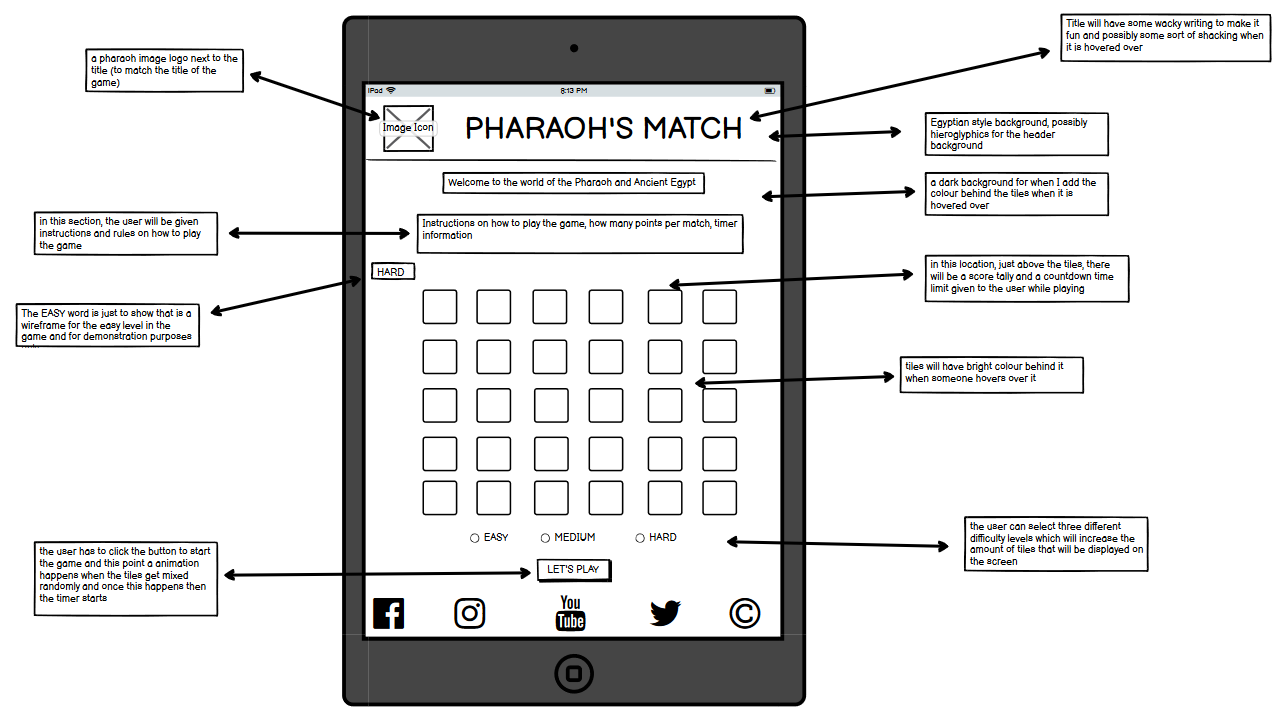 Title will have some wacky writing to make it
fun and possibly some sort of shacking when
it is hovered over
a pharaoh image logo next to the
title (to match the title of the
game)
iPad
8:13 PM
Image Icon
PHARAOH'S MATCH
Egyptian style background, possibly
hieroglyphics for the header
background
Welcome to the world of the Pharaoh and Ancient Egypt
a dark background for when I add the
colour behind the tiles when it is
hovered over
in this section, the user will be given
instructions and rules on how to play
the game
Instructions on how to play the game, how many points per match, timer
information
HARD
in this location, just above the tiles, there
will be a score tally and a countdown time
limit given to the user while playing
The EASY word is just to show that is a
wireframe for the easy level in the
game and for demonstration purposes
tiles will have bright colour behind it
when someone hovers over it
the user can select three different
difficulty levels which will increase the
amount of tiles that will be displayed on
the screen
EASY
MEDIUM
HARD
the user has to click the button to start
the game and this point a animation
happens when the tiles get mixed
randomly and once this happens then
the timer starts
LET'S PLAY
You
Tube
©